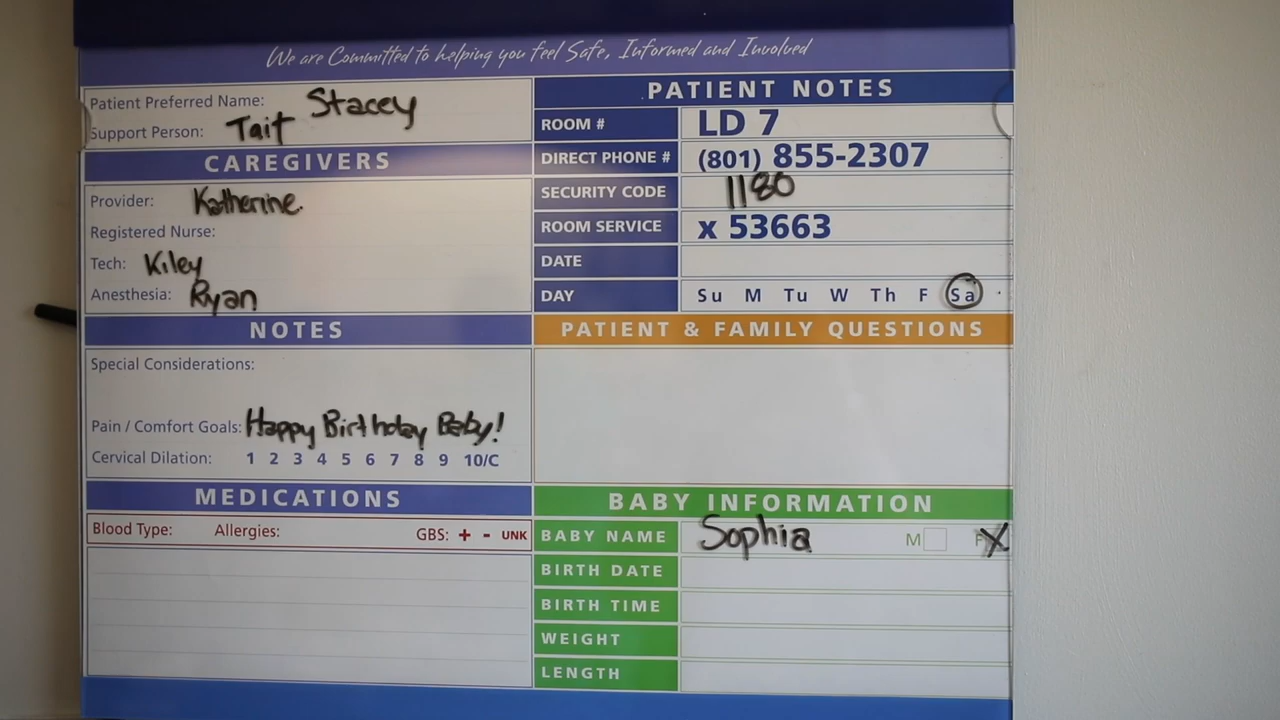 We are Committed to helping you feel Safe, Informed and Involved
Patient Preferred Name: Stacey
Support Person: Tait
CAREGIVERS
Provider: Katherine.
Registered Nurse:
Tech: Kiley
Anesthesia: Ryan
NOTES
Special Considerations:
Pain / Comfort Goals: Happy Birthday Baby!
Cervical Dilation: 1 2 3 4 5 6 7 8 9 10/C
MEDICATIONS
Blood Type: Allergies: GBS: + - UNK
PATIENT NOTES
ROOM # LD 7
DIRECT PHONE # (801) 855-2307
SECURITY CODE 1180
ROOM SERVICE x 53663
DATE
DAY Su M Tu W Th F Sa
PATIENT & FAMILY QUESTIONS
BABY INFORMATION
BABY NAME Sophia M F X
BIRTH DATE
BIRTH TIME
WEIGHT
LENGTH